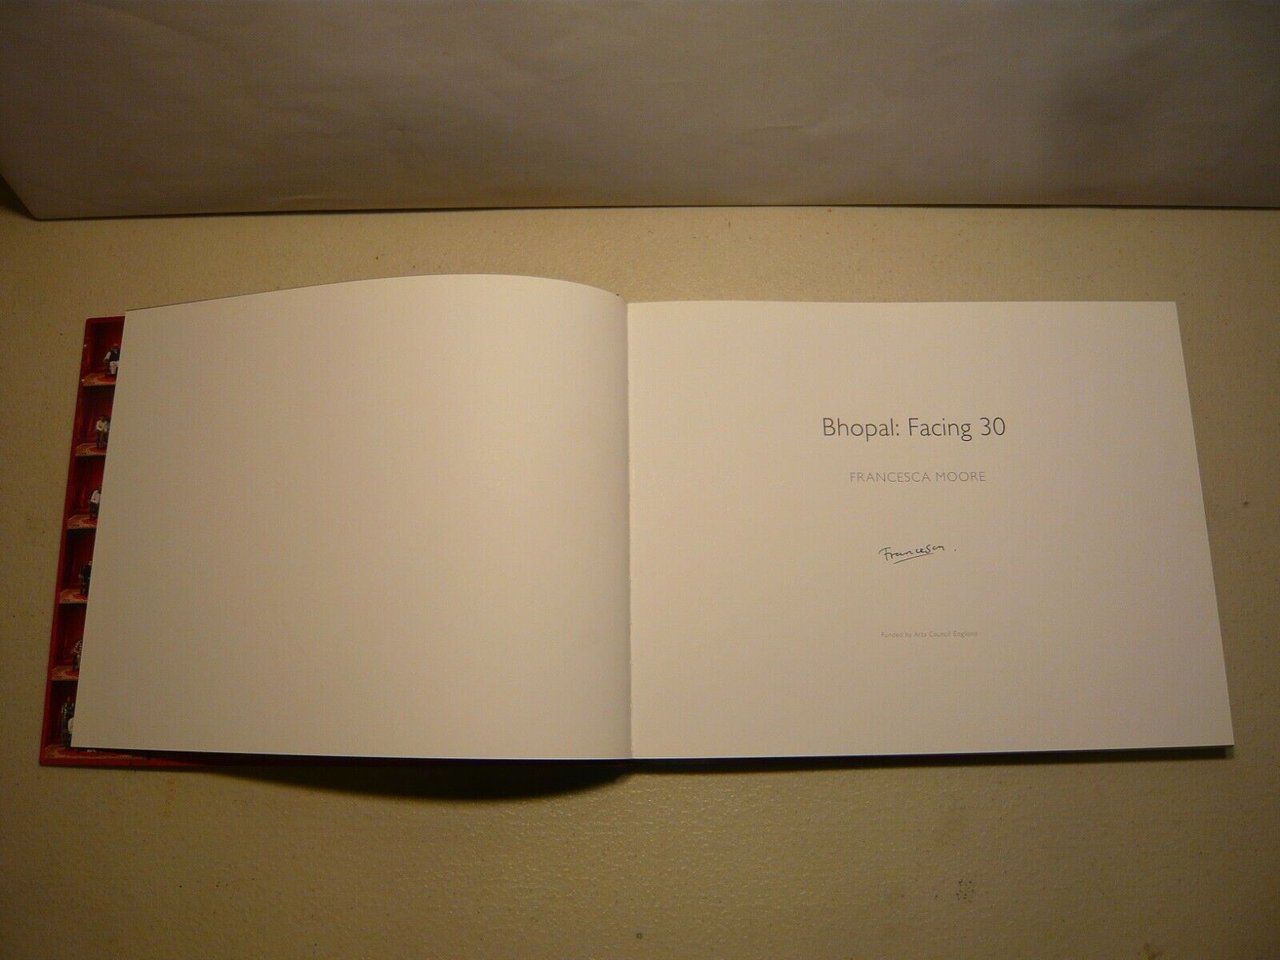 Bhopal: Facing 30
FRANCESCA MOORE
Francesca.
Funded by Arts Council England